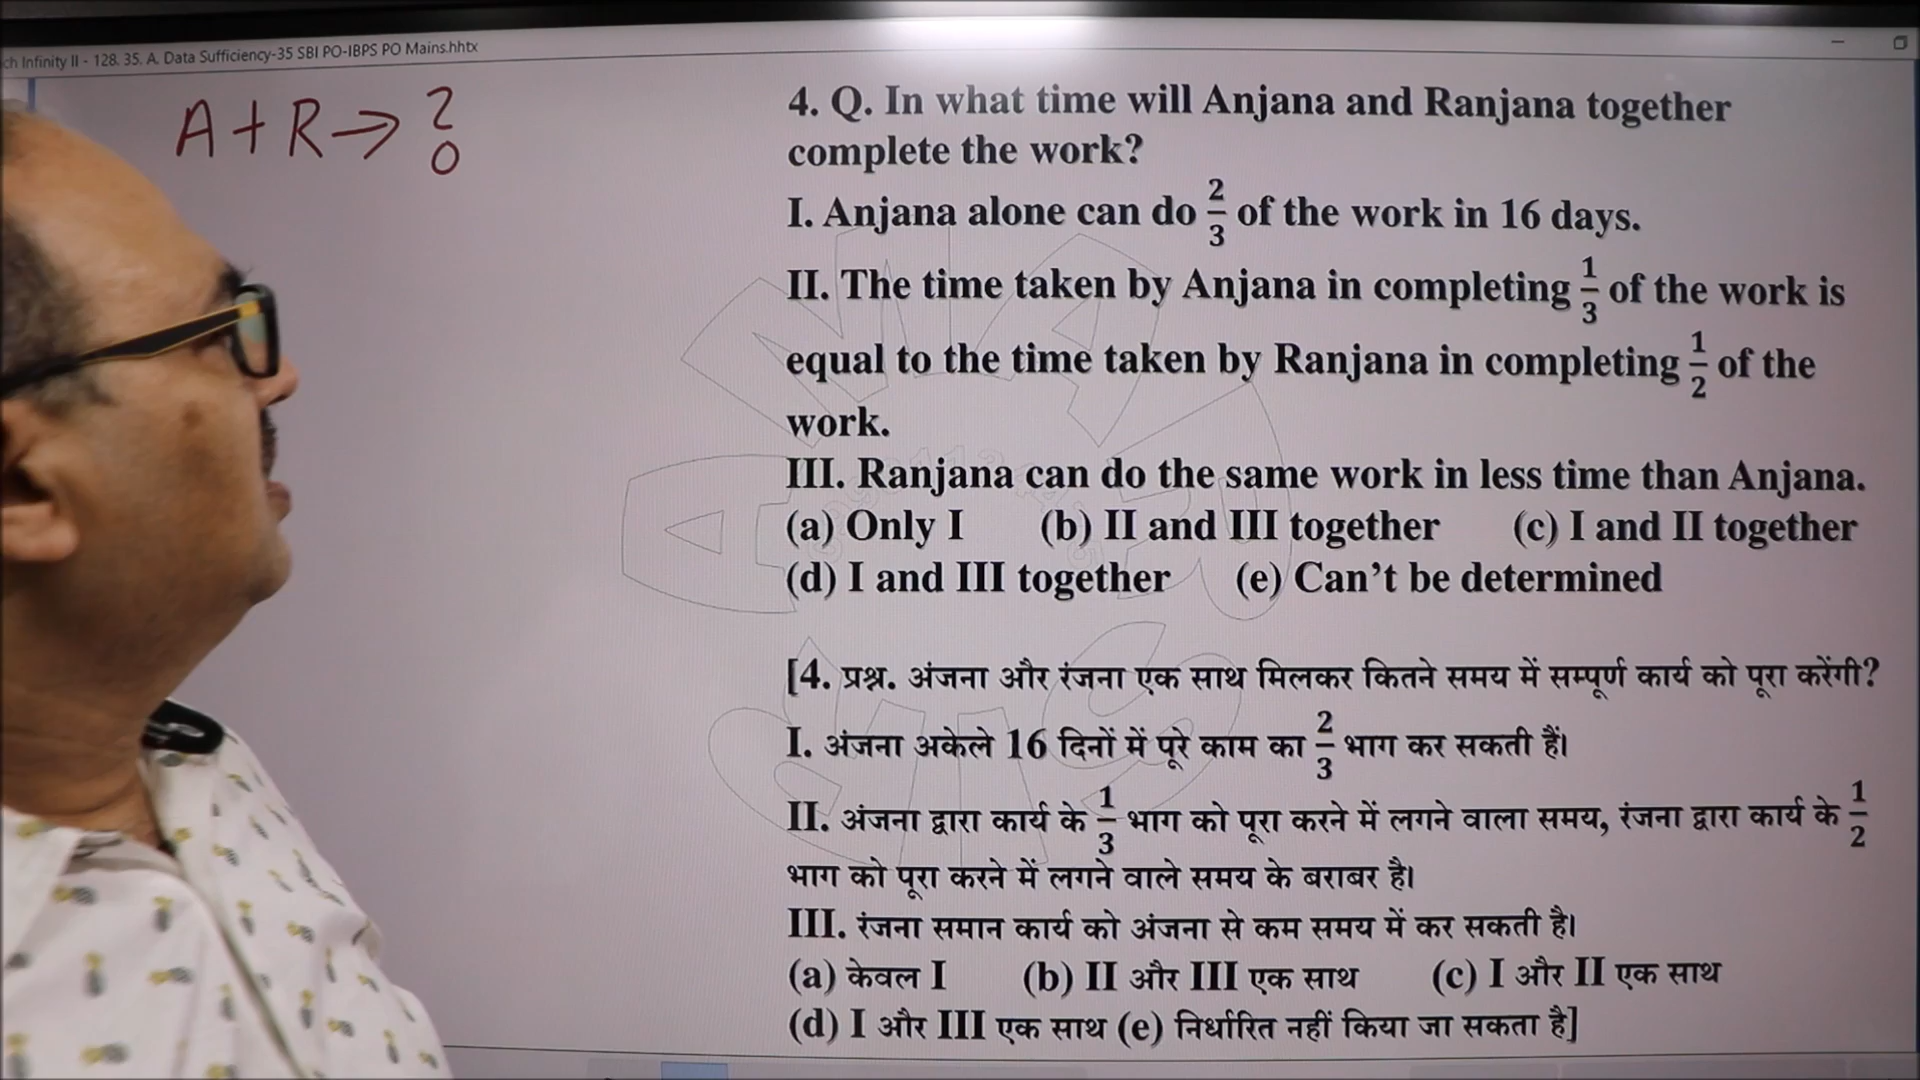 ch Infinity II - 128. 35. A. Data Sufficiency-35 SBI PO-IBPS PO Mains.hhtx
A + R → ?
4. Q. In what time will Anjana and Ranjana together
complete the work?
I. Anjana alone can do 2/3 of the work in 16 days.
II. The time taken by Anjana in completing 1/3 of the work is
equal to the time taken by Ranjana in completing 1/2 of the
work.
III. Ranjana can do the same work in less time than Anjana.
(a) Only I (b) II and III together (c) I and II together
(d) I and III together (e) Can't be determined
[4. प्रश्न. अंजना और रंजना एक साथ मिलकर कितने समय में सम्पूर्ण कार्य को पूरा करेंगी?
I. अंजना अकेले 16 दिनों में पूरे काम का 2/3 भाग कर सकती हैं।
II. अंजना द्वारा कार्य के 1/3 भाग को पूरा करने में लगने वाला समय, रंजना द्वारा कार्य के 1/2
भाग को पूरा करने में लगने वाले समय के बराबर है।
III. रंजना समान कार्य को अंजना से कम समय में कर सकती है।
(a) केवल I (b) II और III एक साथ (c) I और II एक साथ
(d) I और III एक साथ (e) निर्धारित नहीं किया जा सकता है]